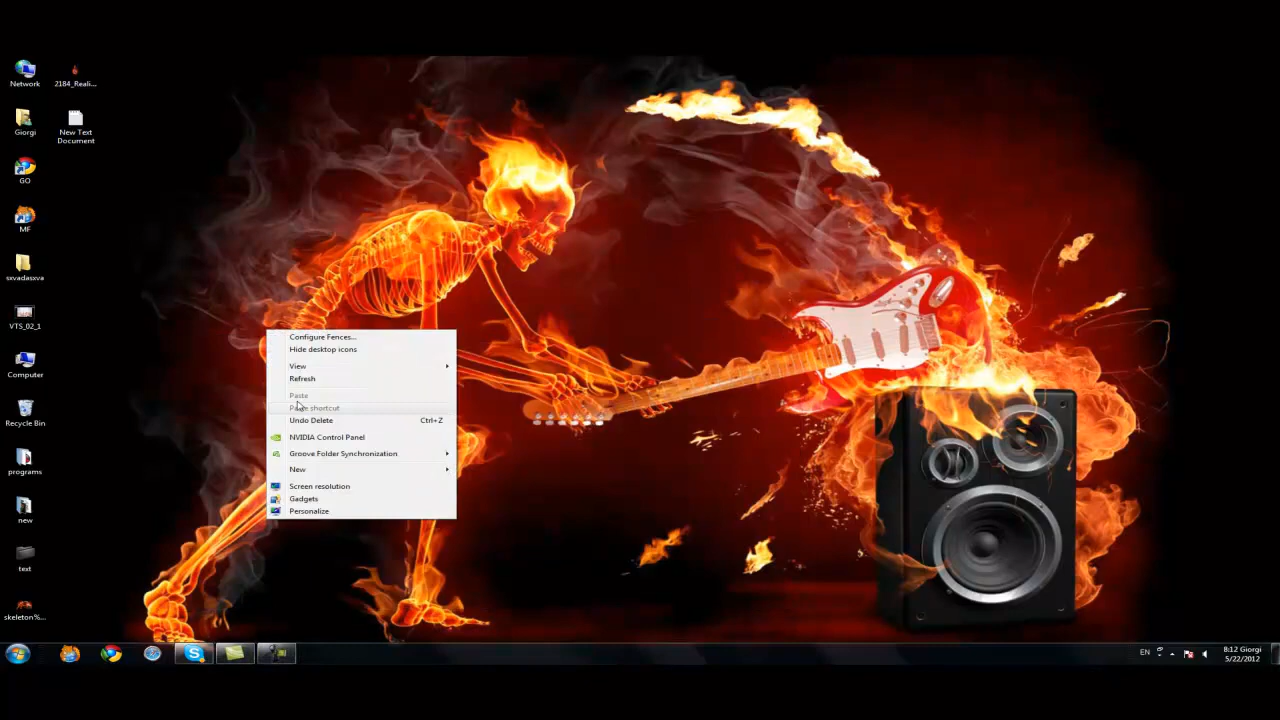 Network
2184_Reali...
Giorgi
New Text
Document
GO
MF
sxvadasxva
VTS_02_1
Computer
Recycle Bin
programs
new
text
skeleton%...
Configure Fences...
Hide desktop icons
View
Refresh
Paste
Paste shortcut
Undo Delete Ctrl+Z
NVIDIA Control Panel
Groove Folder Synchronization
New
Screen resolution
Gadgets
Personalize
EN
8:12 Giorgi
5/22/2012